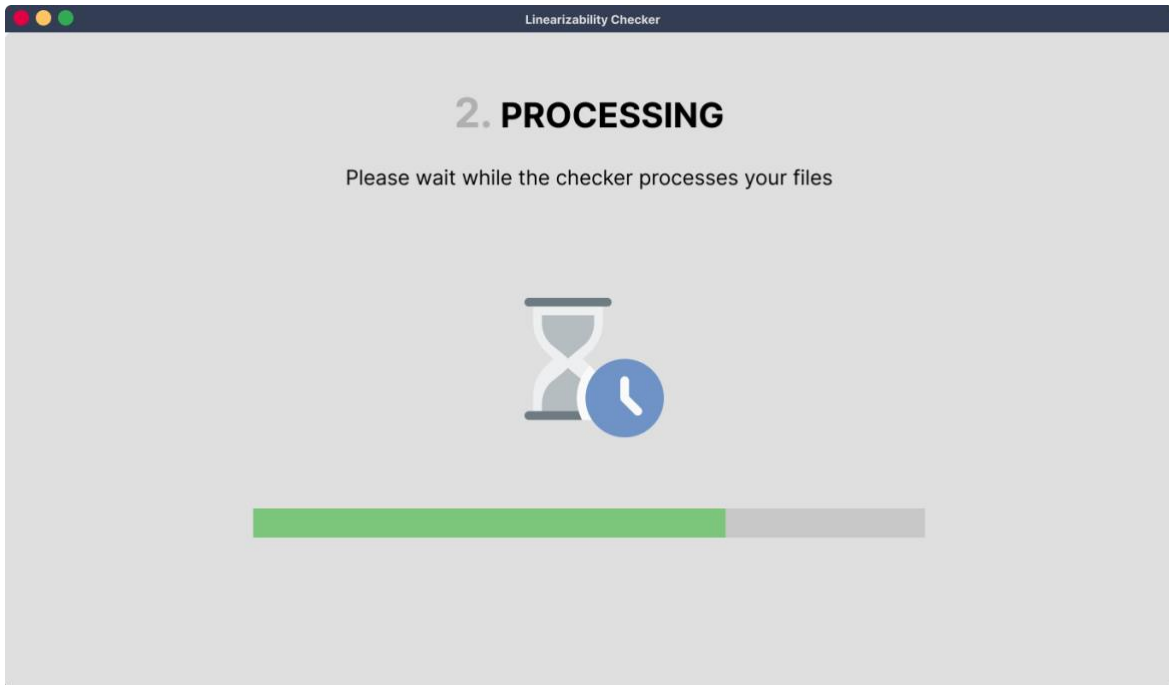 Linearizability Checker
2. PROCESSING
Please wait while the checker processes your files